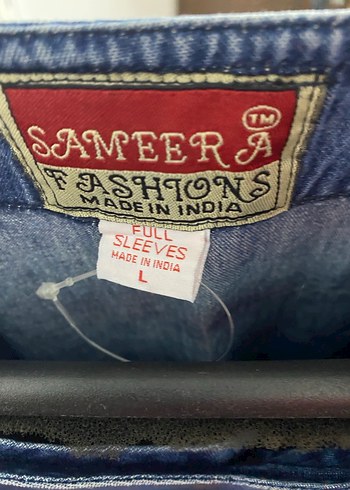 SAMEERA TM
FASHIONS
MADE IN INDIA
FULL
SLEEVES
MADE IN INDIA
L